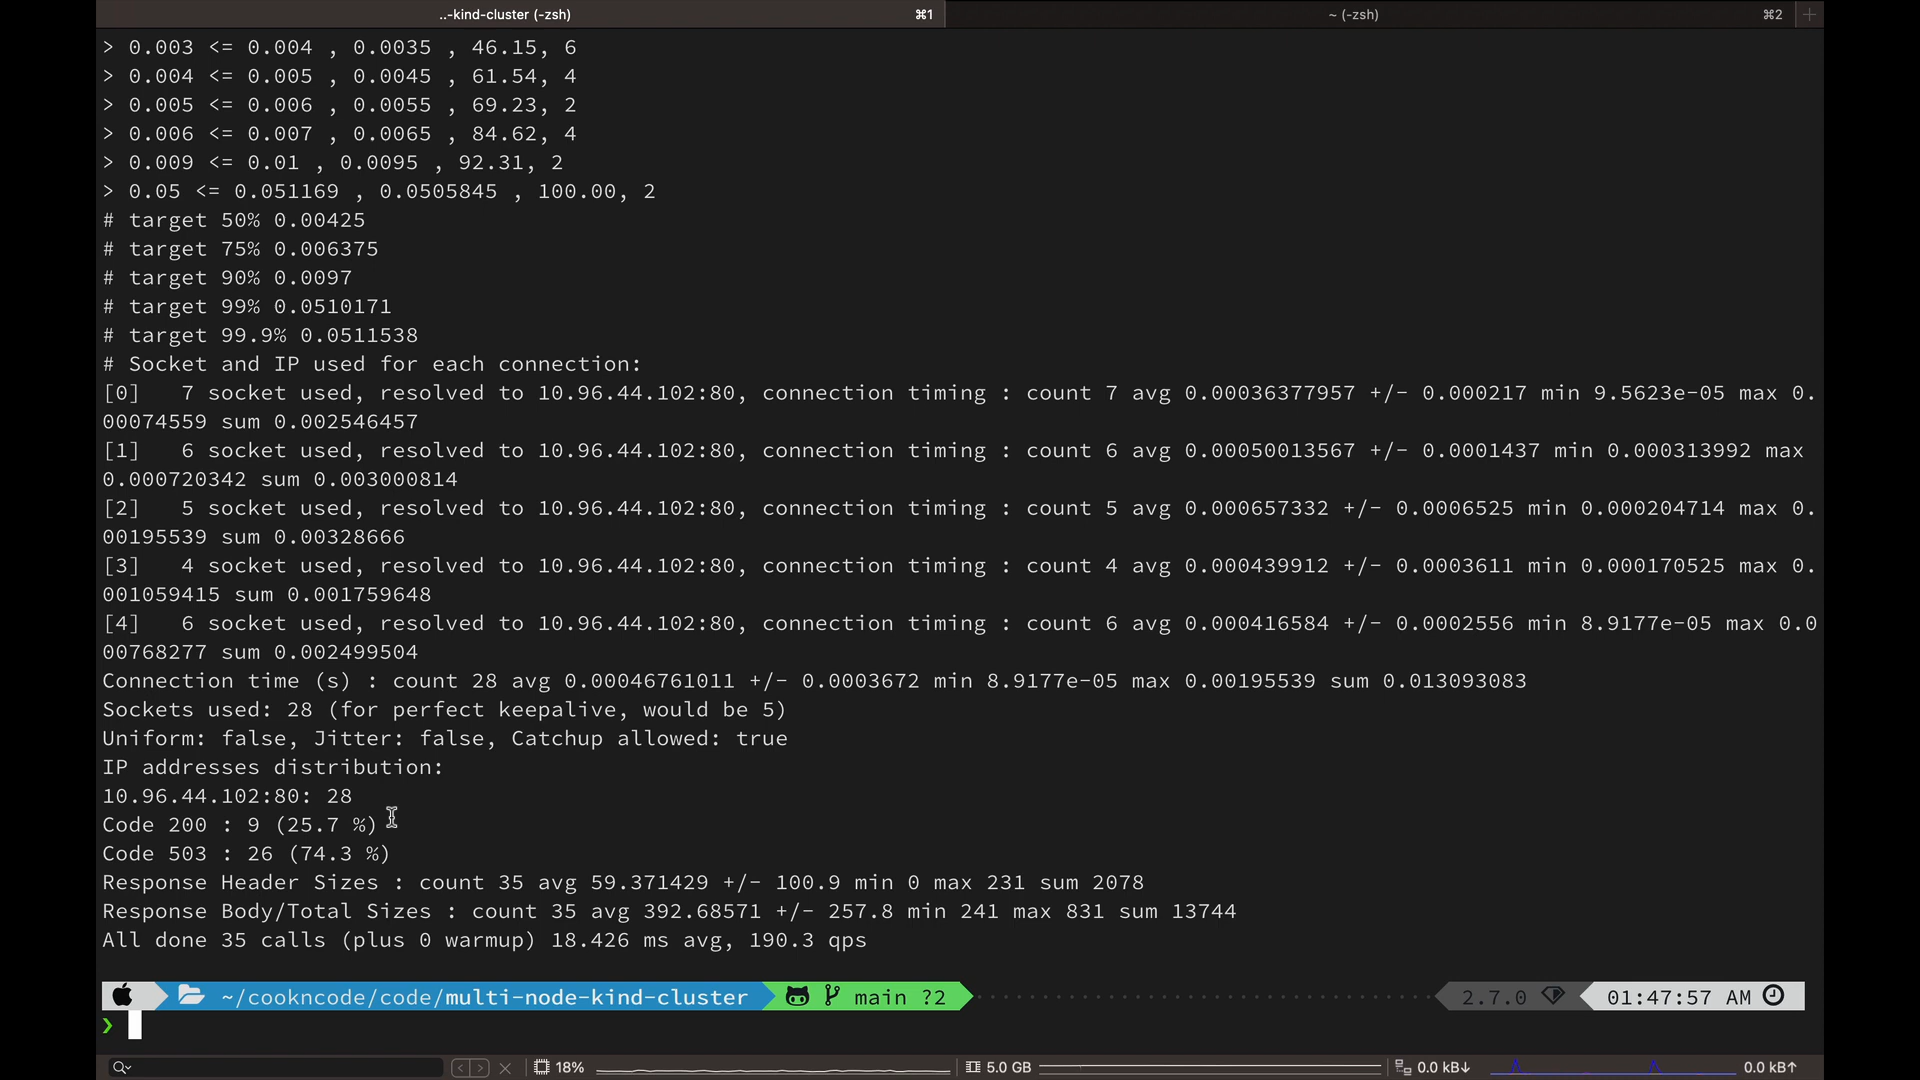 ..-kind-cluster (-zsh) ⌘1 ~ (-zsh) ⌘2 +
> 0.003 <= 0.004 , 0.0035 , 46.15, 6
> 0.004 <= 0.005 , 0.0045 , 61.54, 4
> 0.005 <= 0.006 , 0.0055 , 69.23, 2
> 0.006 <= 0.007 , 0.0065 , 84.62, 4
> 0.009 <= 0.01 , 0.0095 , 92.31, 2
> 0.05 <= 0.051169 , 0.0505845 , 100.00, 2
# target 50% 0.00425
# target 75% 0.006375
# target 90% 0.0097
# target 99% 0.0510171
# target 99.9% 0.0511538
# Socket and IP used for each connection:
[0]   7 socket used, resolved to 10.96.44.102:80, connection timing : count 7 avg 0.00036377957 +/- 0.000217 min 9.5623e-05 max 0.
00074559 sum 0.002546457
[1]   6 socket used, resolved to 10.96.44.102:80, connection timing : count 6 avg 0.00050013567 +/- 0.0001437 min 0.000313992 max
0.000720342 sum 0.003000814
[2]   5 socket used, resolved to 10.96.44.102:80, connection timing : count 5 avg 0.000657332 +/- 0.0006525 min 0.000204714 max 0.
00195539 sum 0.00328666
[3]   4 socket used, resolved to 10.96.44.102:80, connection timing : count 4 avg 0.000439912 +/- 0.0003611 min 0.000170525 max 0.
001059415 sum 0.001759648
[4]   6 socket used, resolved to 10.96.44.102:80, connection timing : count 6 avg 0.000416584 +/- 0.0002556 min 8.9177e-05 max 0.0
00768277 sum 0.002499504
Connection time (s) : count 28 avg 0.00046761011 +/- 0.0003672 min 8.9177e-05 max 0.00195539 sum 0.013093083
Sockets used: 28 (for perfect keepalive, would be 5)
Uniform: false, Jitter: false, Catchup allowed: true
IP addresses distribution:
10.96.44.102:80: 28
Code 200 : 9 (25.7 %)
Code 503 : 26 (74.3 %)
Response Header Sizes : count 35 avg 59.371429 +/- 100.9 min 0 max 231 sum 2078
Response Body/Total Sizes : count 35 avg 392.68571 +/- 257.8 min 241 max 831 sum 13744
All done 35 calls (plus 0 warmup) 18.426 ms avg, 190.3 qps
~/cookncode/code/multi-node-kind-cluster main ?2 2.7.0 01:47:57 AM
❯
18% 5.0 GB 0.0 kB↓ 0.0 kB↑